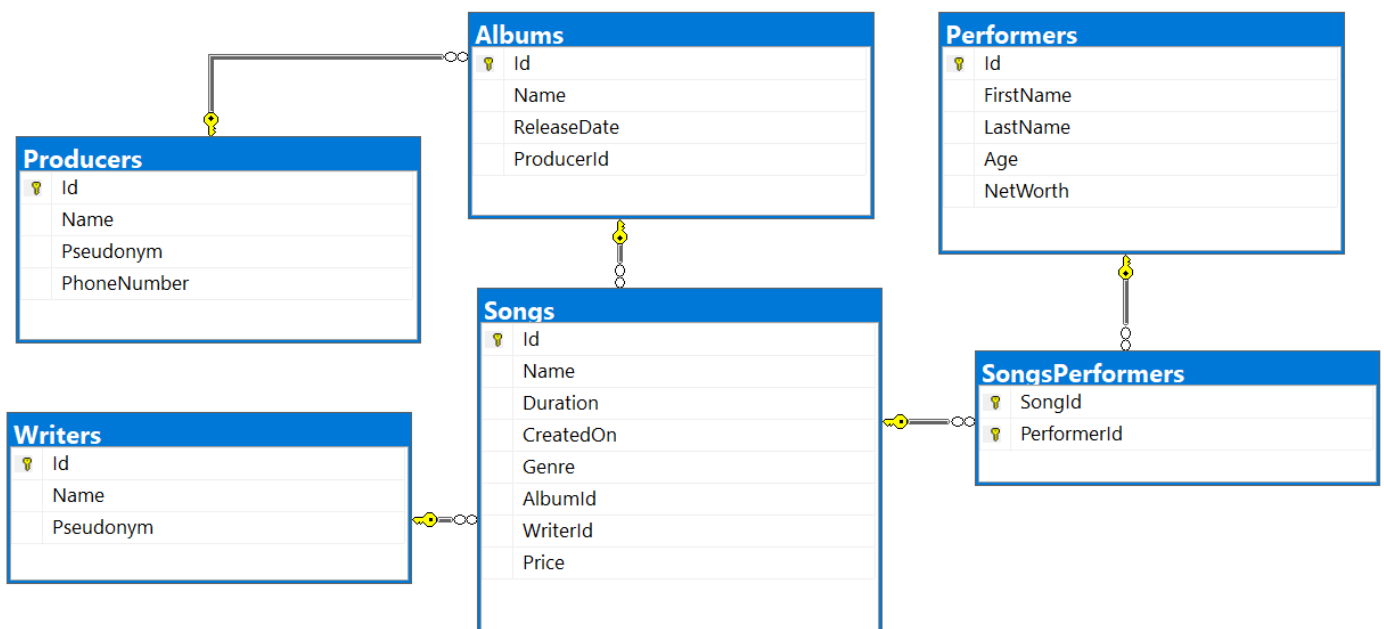 Albums
Id
Name
ReleaseDate
ProducerId
Performers
Id
FirstName
LastName
Age
NetWorth
Producers
Id
Name
Pseudonym
PhoneNumber
Songs
Id
Name
Duration
CreatedOn
Genre
AlbumId
WriterId
Price
SongsPerformers
SongId
PerformerId
Writers
Id
Name
Pseudonym